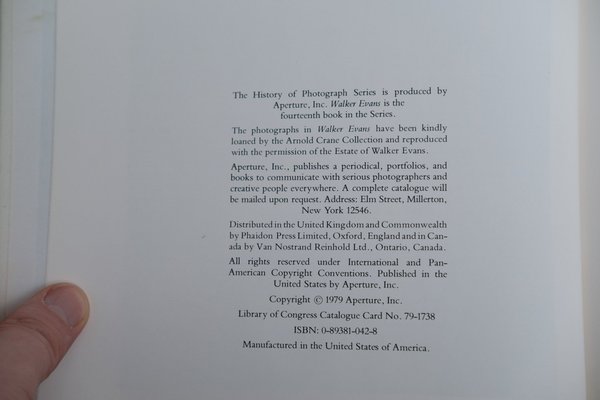 The History of Photograph Series is produced by
Aperture, Inc. Walker Evans is the
fourteenth book in the Series.
The photographs in Walker Evans have been kindly
loaned by the Arnold Crane Collection and reproduced
with the permission of the Estate of Walker Evans.
Aperture, Inc., publishes a periodical, portfolios, and
books to communicate with serious photographers and
creative people everywhere. A complete catalogue will
be mailed upon request. Address: Elm Street, Millerton,
New York 12546.
Distributed in the United Kingdom and Commonwealth
by Phaidon Press Limited, Oxford, England and in Can-
ada by Van Nostrand Reinhold Ltd., Ontario, Canada.
All rights reserved under International and Pan-
American Copyright Conventions. Published in the
United States by Aperture, Inc.
Copyright © 1979 Aperture, Inc.
Library of Congress Catalogue Card No. 79-1738
ISBN: 0-89381-042-8
Manufactured in the United States of America.